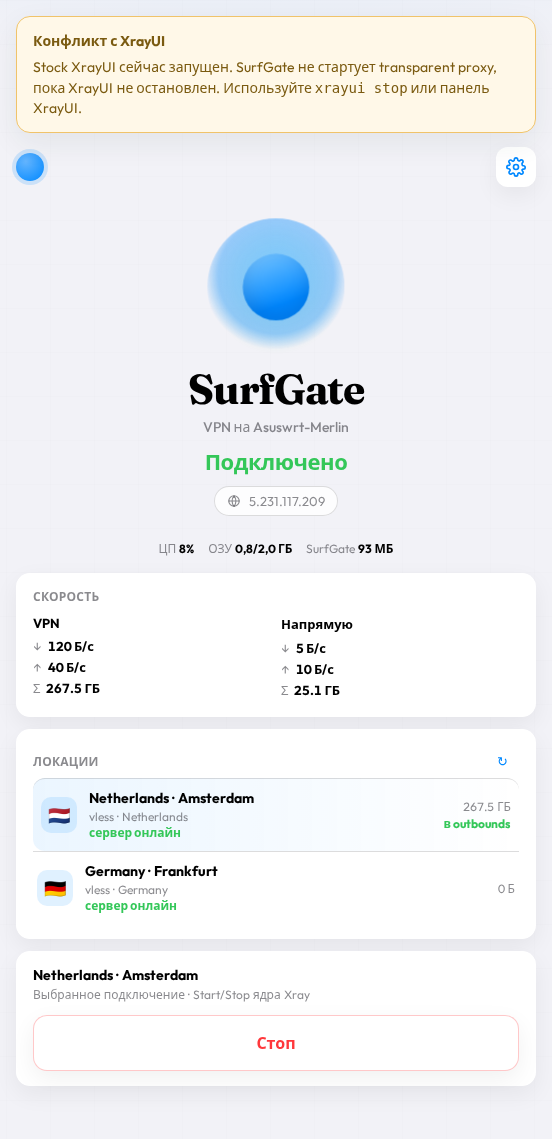 Конфликт с XrayUI
Stock XrayUI сейчас запущен. SurfGate не стартует transparent proxy,
пока XrayUI не остановлен. Используйте xrayui stop или панель
XrayUI.
SurfGate
VPN на Asuswrt-Merlin
Подключено
5.231.117.209
ЦП 8% ОЗУ 0,8/2,0 ГБ SurfGate 93 МБ
СКОРОСТЬ
VPN
↓ 120 Б/с
↑ 40 Б/с
Σ 267.5 ГБ
Напрямую
↓ 5 Б/с
↑ 10 Б/с
Σ 25.1 ГБ
ЛОКАЦИИ ↻
Netherlands · Amsterdam
vless · Netherlands
сервер онлайн
267.5 ГБ
в outbounds
Germany · Frankfurt
vless · Germany
сервер онлайн
0 Б
Netherlands · Amsterdam
Выбранное подключение · Start/Stop ядра Xray
Стоп